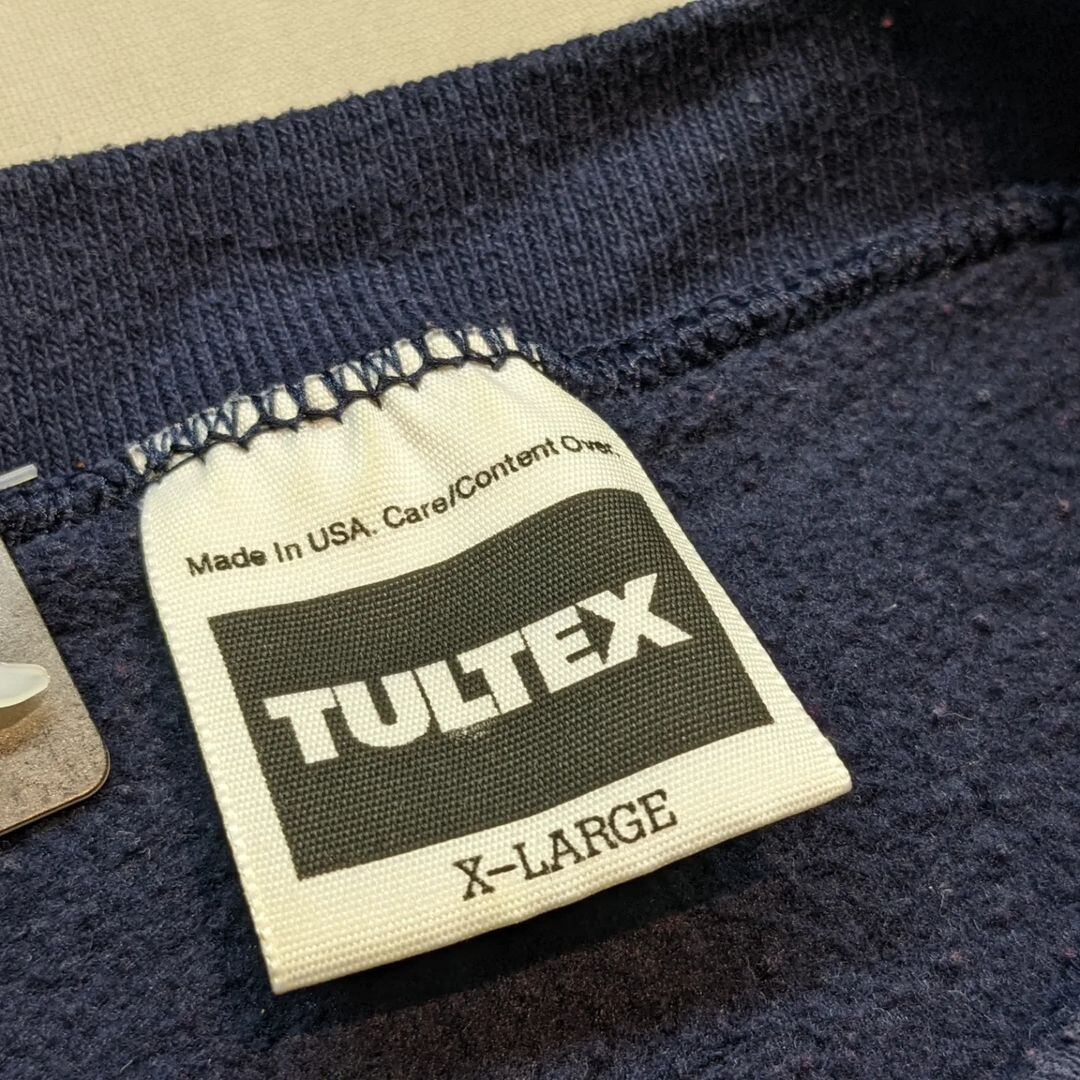 Made In USA. Care/Content Over.
TULTEX
X-LARGE